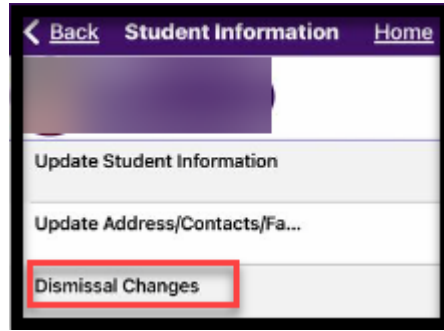 Back Student Information Home
Update Student Information
Update Address/Contacts/Fa...
Dismissal Changes